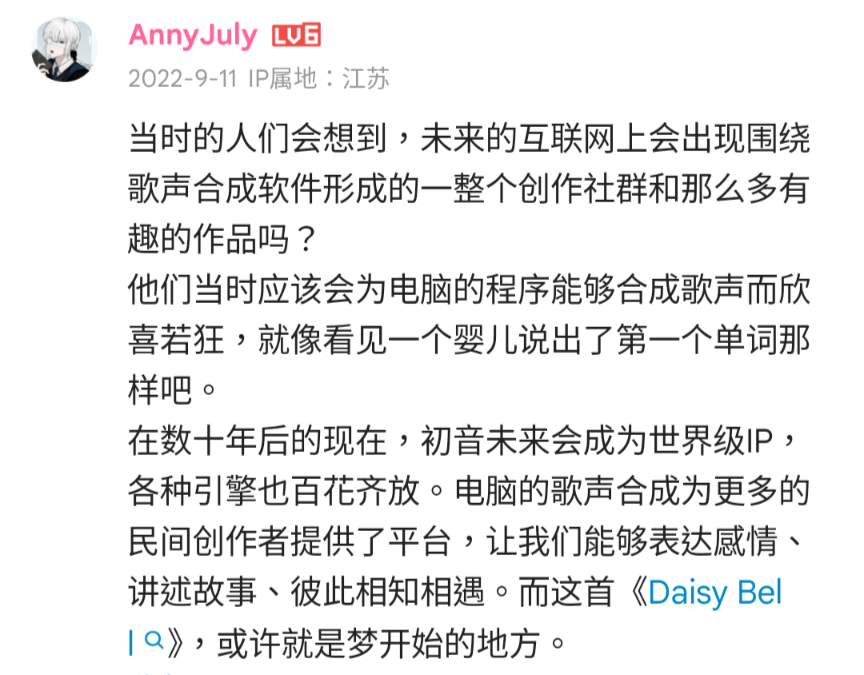 AnnyJuly LV6
2022-9-11 IP属地：江苏
当时的人们会想到，未来的互联网上会出现围绕
歌声合成软件形成的一整个创作社群和那么多有
趣的作品吗？
他们当时应该会为电脑的程序能够合成歌声而欣
喜若狂，就像看见一个婴儿说出了第一个单词那
样吧。
在数十年后的现在，初音未来会成为世界级IP，
各种引擎也百花齐放。电脑的歌声合成为更多的
民间创作者提供了平台，让我们能够表达感情、
讲述故事、彼此相知相遇。而这首《Daisy Bel
l》，或许就是梦开始的地方。